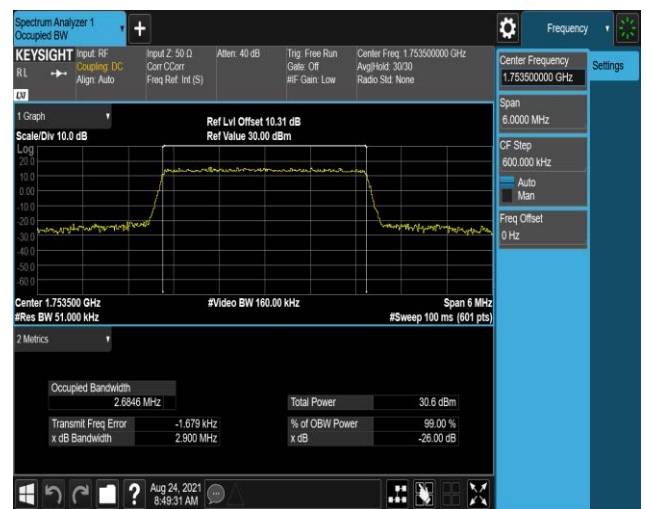 Spectrum Analyzer 1
Occupied BW
Frequency
KEYSIGHT
RL
LXI
Input: RF
Coupling: DC
Align: Auto
Input Z: 50 Ω
Corr CCorr
Freq Ref: Int (S)
Atten: 40 dB
Trig: Free Run
Gate: Off
#IF Gain: Low
Center Freq: 1.753500000 GHz
Avg|Hold: 30/30
Radio Std: None
Center Frequency
1.753500000 GHz
Settings
Span
6.0000 MHz
CF Step
600.000 kHz
Auto
Man
Freq Offset
0 Hz
1 Graph
Scale/Div 10.0 dB
Ref Lvl Offset 10.31 dB
Ref Value 30.00 dBm
Log
20.0
10.0
0.00
-10.0
-20.0
-30.0
-40.0
-50.0
-60.0
Center 1.753500 GHz
#Res BW 51.000 kHz
#Video BW 160.00 kHz
Span 6 MHz
#Sweep 100 ms (601 pts)
2 Metrics
Occupied Bandwidth
2.6846 MHz
Total Power 30.6 dBm
Transmit Freq Error -1.679 kHz
% of OBW Power 99.00 %
x dB Bandwidth 2.900 MHz
x dB -26.00 dB
?
Aug 24, 2021
8:49:31 AM